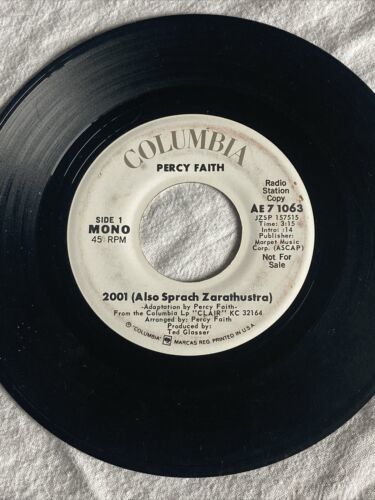 COLUMBIA
PERCY FAITH
SIDE 1
MONO
45 RPM
Radio
Station
Copy
AE 7 1063
JZSP 157515
Time: 3:15
Intro: 14
Publisher:
Marpet Music
Corp. (ASCAP)
Not For
Sale
2001 (Also Sprach Zarathustra)
-Adaptation by Percy Faith-
From the Columbia Lp "CLAIR" KC 32164
Arranged by: Percy Faith
Produced by:
Ted Glasser
℗ "COLUMBIA" MARCAS REG. PRINTED IN U.S.A.